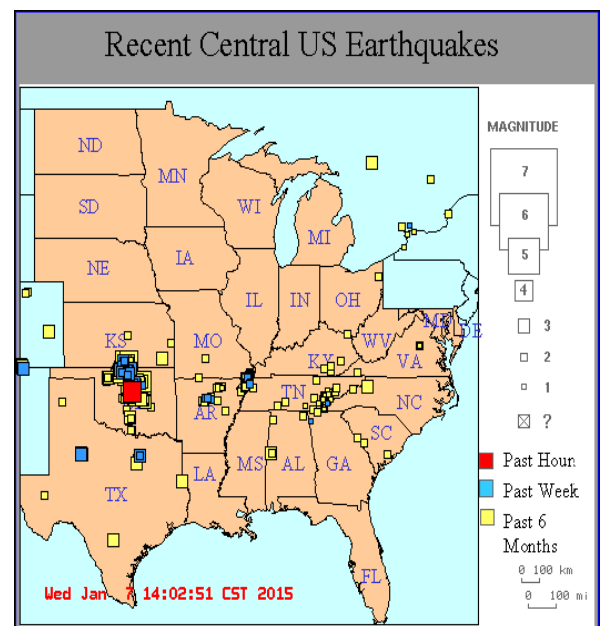 Recent Central US Earthquakes
MAGNITUDE
7
6
5
4
3
2
1
?
Past Hour
Past Week
Past 6
Months
0 100 km
0 100 mi
ND
MN
SD
WI
MI
NE
IA
IL
IN
OH
KS
MO
WV
MD
DE
KY
VA
TN
NC
AR
SC
MS
AL
GA
LA
TX
FL
Wed Jan 7 14:02:51 CST 2015